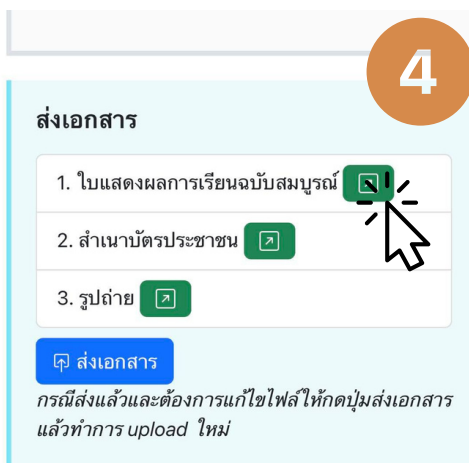 4
ส่งเอกสาร
1. ใบแสดงผลการเรียนฉบับสมบูรณ์
2. สำเนาบัตรประชาชน
3. รูปถ่าย
ส่งเอกสาร
กรณีส่งแล้วและต้องการแก้ไขไฟล์ให้กดปุ่มส่งเอกสาร
แล้วทำการ upload ใหม่